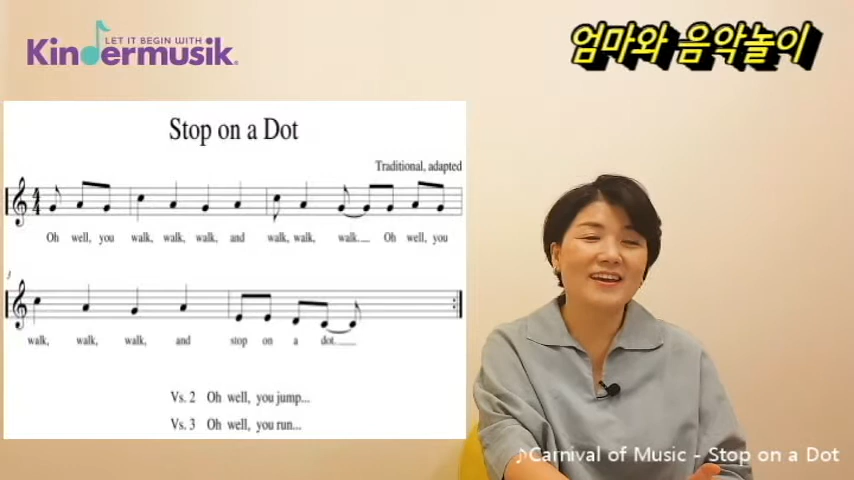 LET IT BEGIN WITH
Kindermusik®
엄마와 음악놀이
Stop on a Dot
Traditional, adapted
Oh well, you walk, walk, walk, and walk, walk, walk. Oh well, you
3
walk, walk, walk, and stop on a dot.
Vs. 2 Oh well, you jump...
Vs. 3 Oh well, you run...
♪Carnival of Music - Stop on a Dot